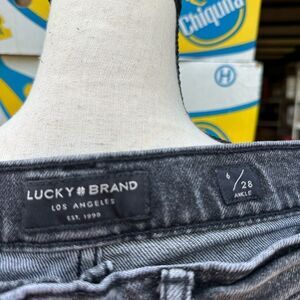 Chiquita
H
LUCKY BRAND
LOS ANGELES
EST. 1990
6/28
ANKLE